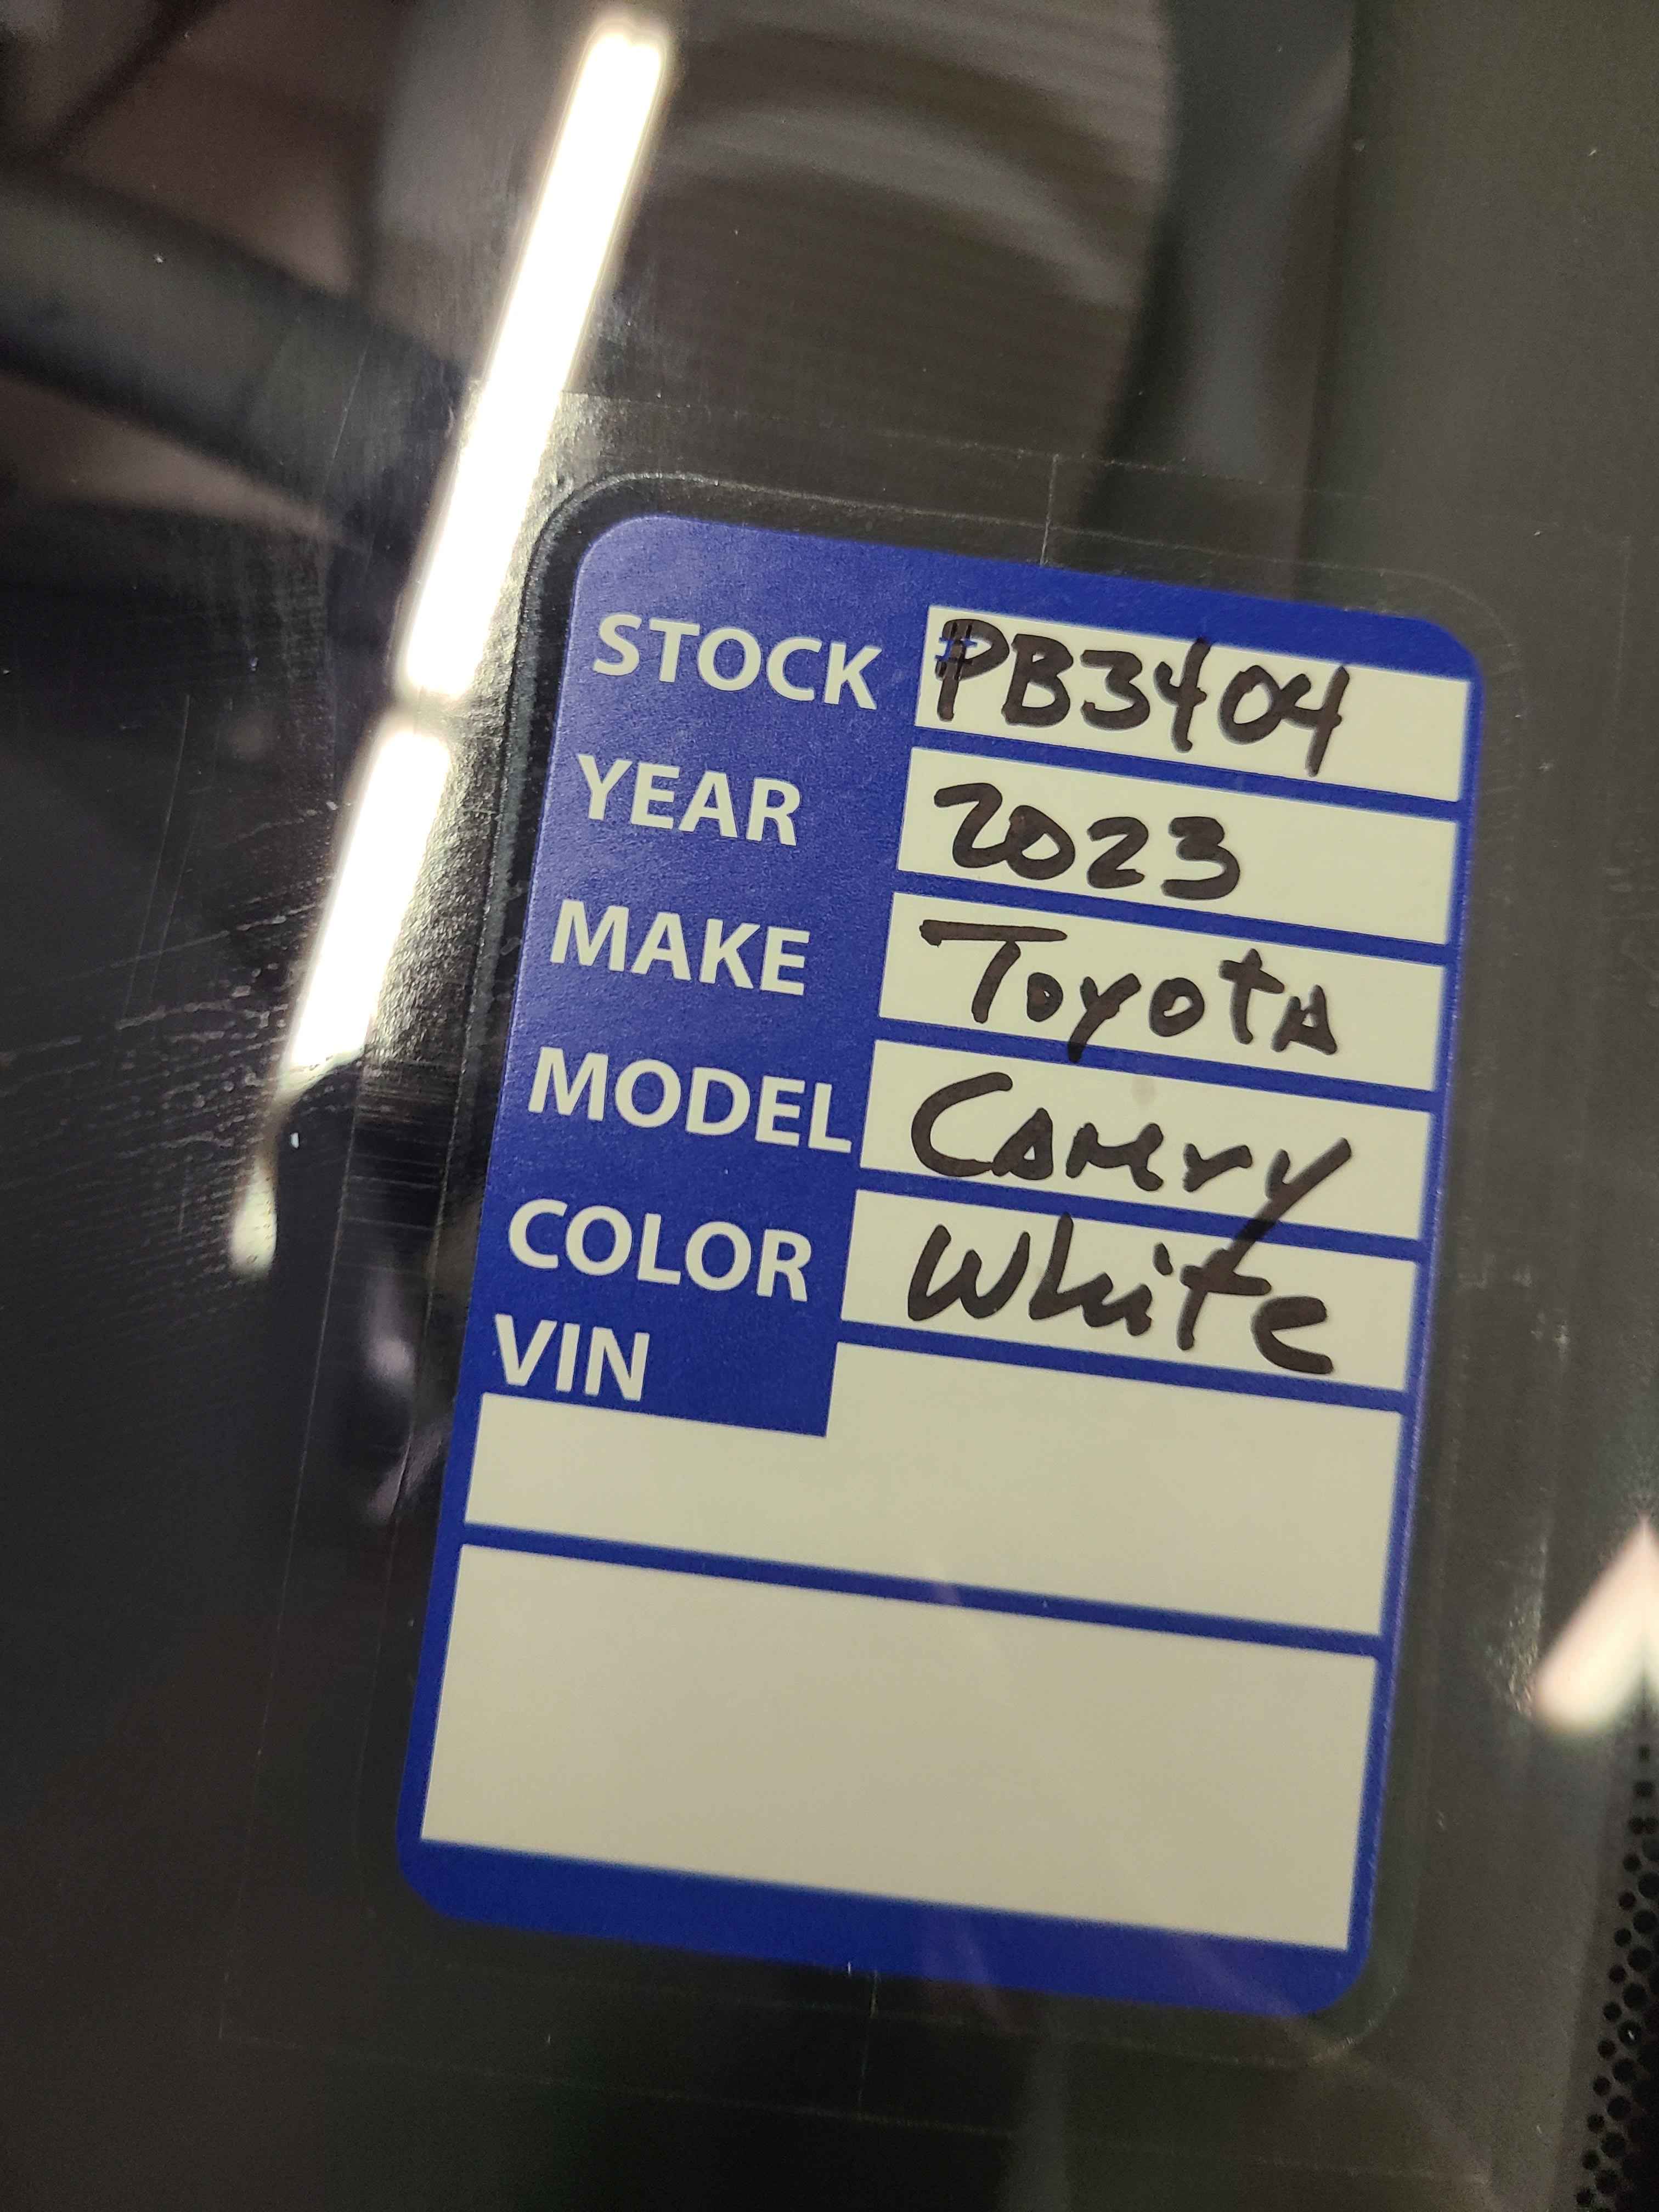 STOCK #PB3404
YEAR 2023
MAKE Toyota
MODEL Camry
COLOR White
VIN